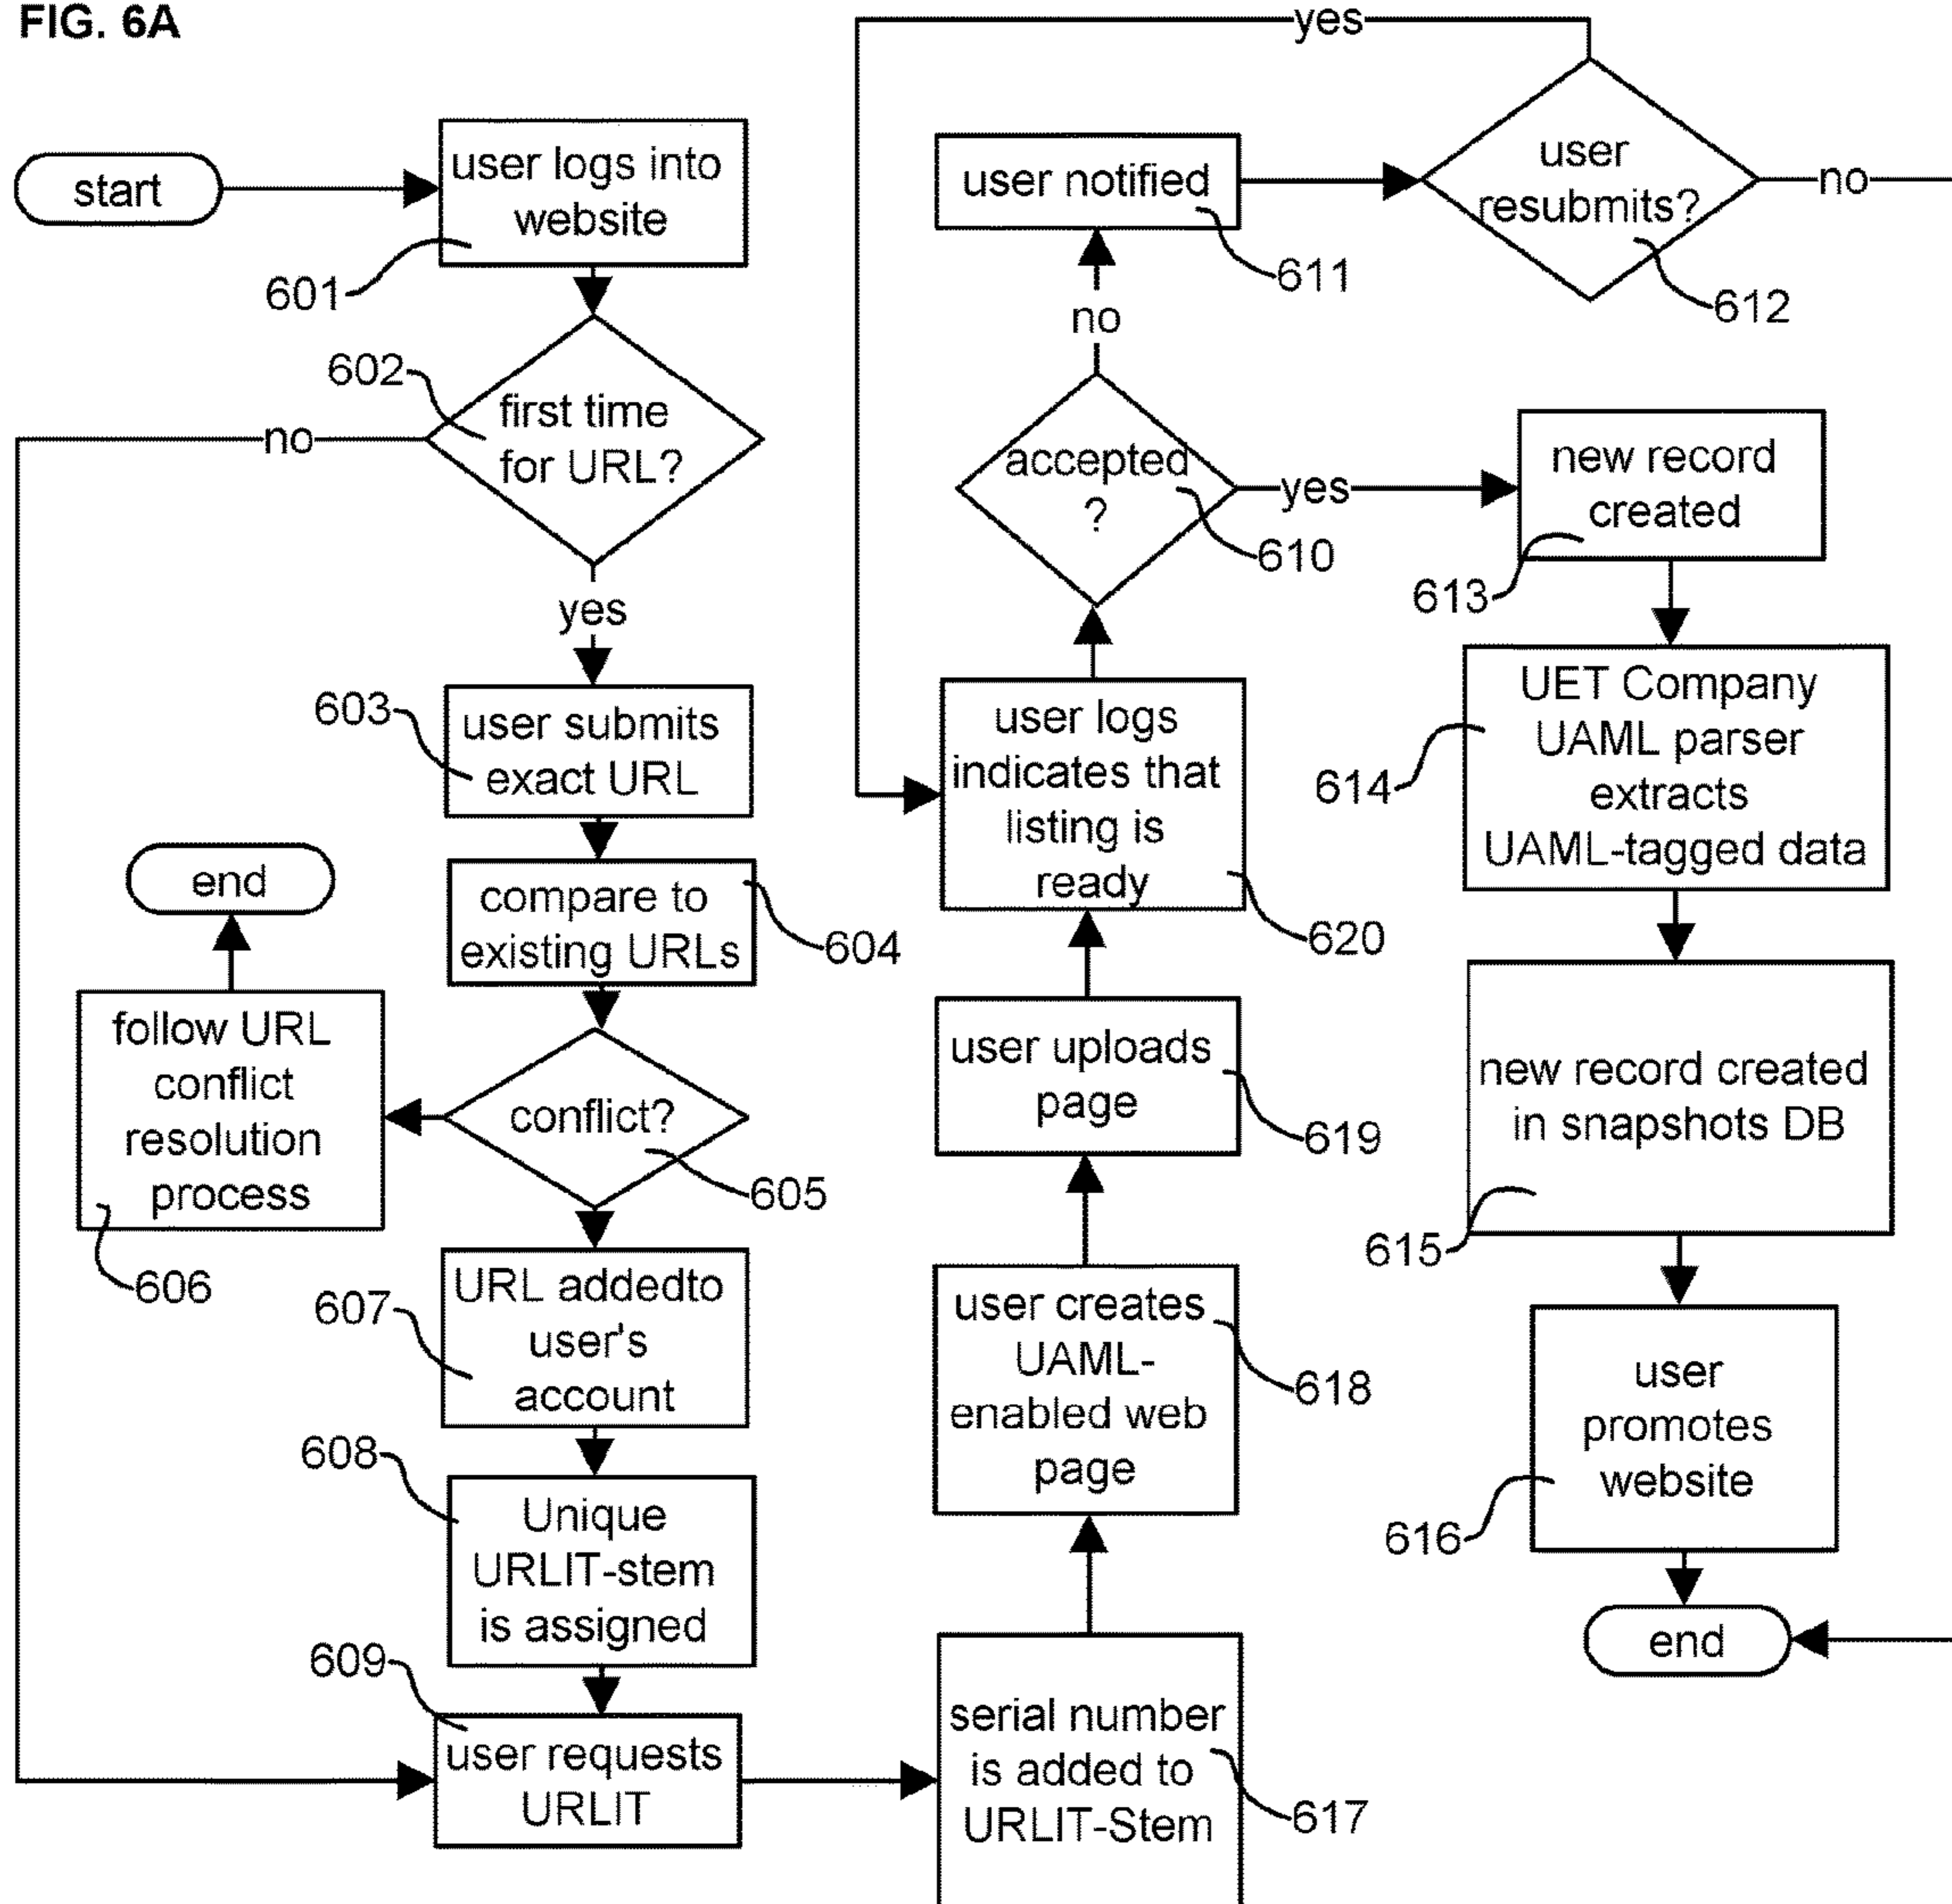 FIG. 6A
start
user logs into
website
601
602
first time
for URL?
no
yes
603
user submits
exact URL
compare to
existing URLs
604
conflict?
605
follow URL
conflict
resolution
process
606
end
607
URL addedto
user's
account
608
Unique
URLIT-stem
is assigned
609
user requests
URLIT
serial number
is added to
URLIT-Stem
617
user creates
UAML-
enabled web
page
618
user uploads
page
619
user logs
indicates that
listing is
ready
620
accepted
?
610
no
user notified
611
user
resubmits?
612
yes
no
yes
new record
created
613
UET Company
UAML parser
extracts
UAML-tagged data
614
new record created
in snapshots DB
615
user
promotes
website
616
end